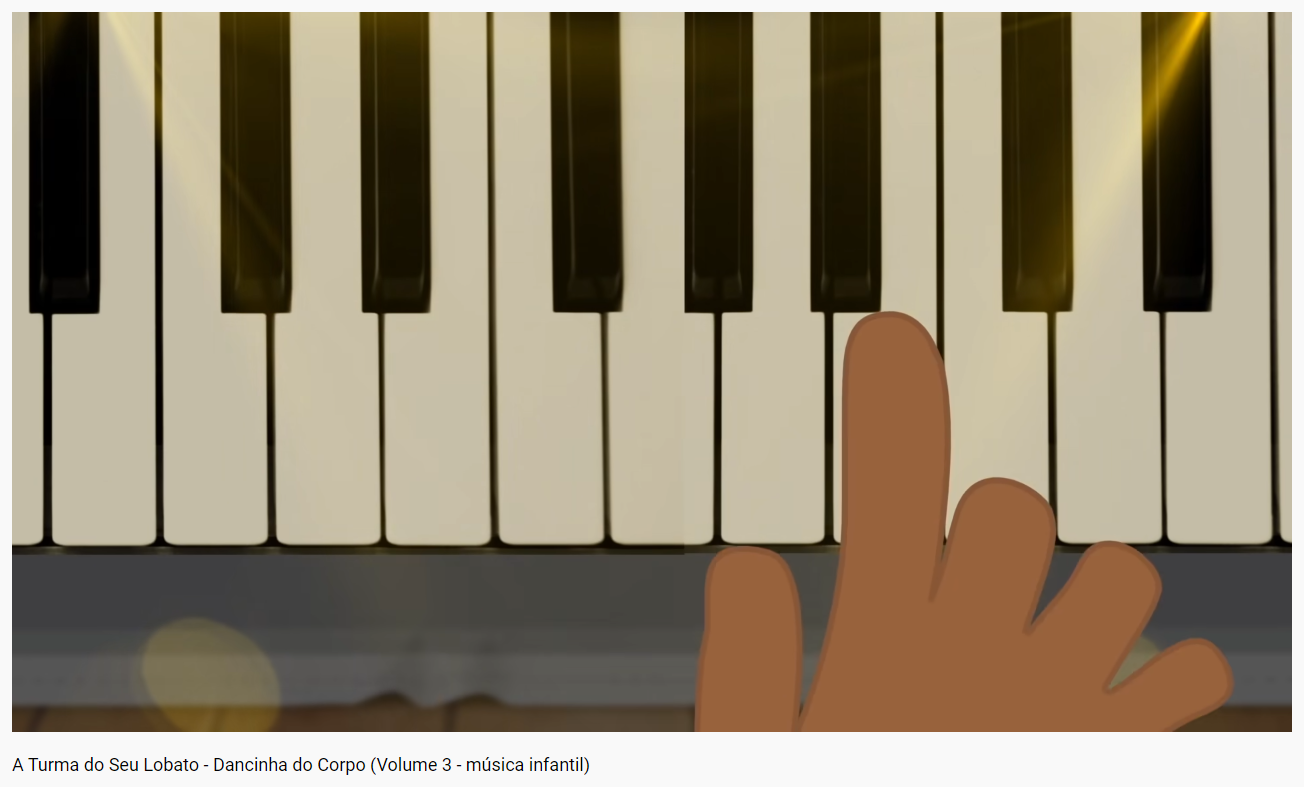 A Turma do Seu Lobato - Dancinha do Corpo (Volume 3 - música infantil)